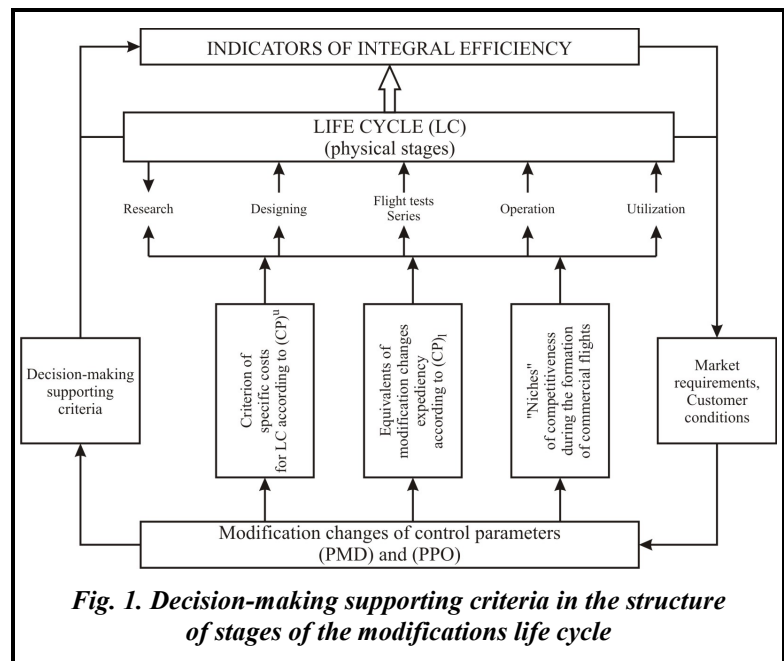 INDICATORS OF INTEGRAL EFFICIENCY
LIFE CYCLE (LC)
(physical stages)
Research
Designing
Flight tests
Series
Operation
Utilization
Decision-making
supporting
criteria
Criterion of
specific costs
for LC according to (CP)ᵘ
Equivalents of
modification changes
expediency
according to (CP)ₗ
"Niches"
of competitiveness
during the formation
of commercial flights
Market
requirements,
Customer
conditions
Modification changes of control parameters
(PMD) and (PPO)
Fig. 1. Decision-making supporting criteria in the structure
of stages of the modifications life cycle